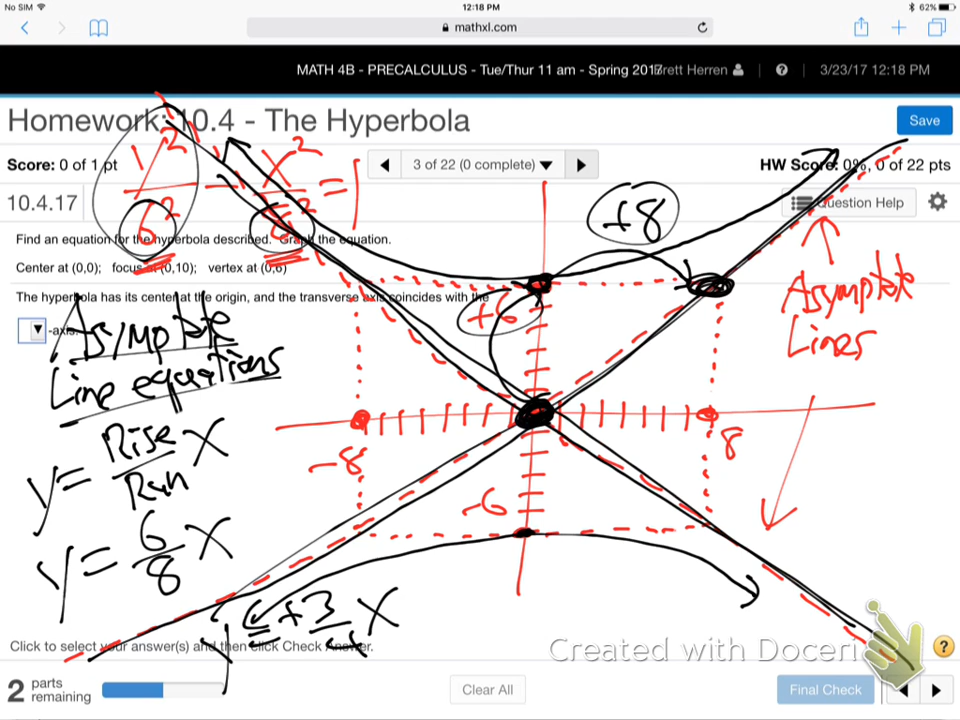 No SIM 12:18 PM 62%
mathxl.com
MATH 4B - PRECALCULUS - Tue/Thur 11 am - Spring 2017 Brett Herren 3/23/17 12:18 PM
Homework: 10.4 - The Hyperbola Save
Score: 0 of 1 pt 3 of 22 (0 complete) HW Score: 0%, 0 of 22 pts
10.4.17 Question Help
y²/6² - x²/8² = 1
Find an equation for the hyperbola described. Graph the equation.
Center at (0,0); focus at (0,10); vertex at (0,6)
The hyperbola has its center at the origin, and the transverse axis coincides with the
-axis.
+8
+6
Asymptote
Lines
Asymptote
Line equations
-8
8
-6
y = Rise/Run x
y = 6/8 x
y = ±3/4 x
Click to select your answer(s) and then click Check Answer.
Created with Doceri
2 parts
remaining
Clear All
Final Check